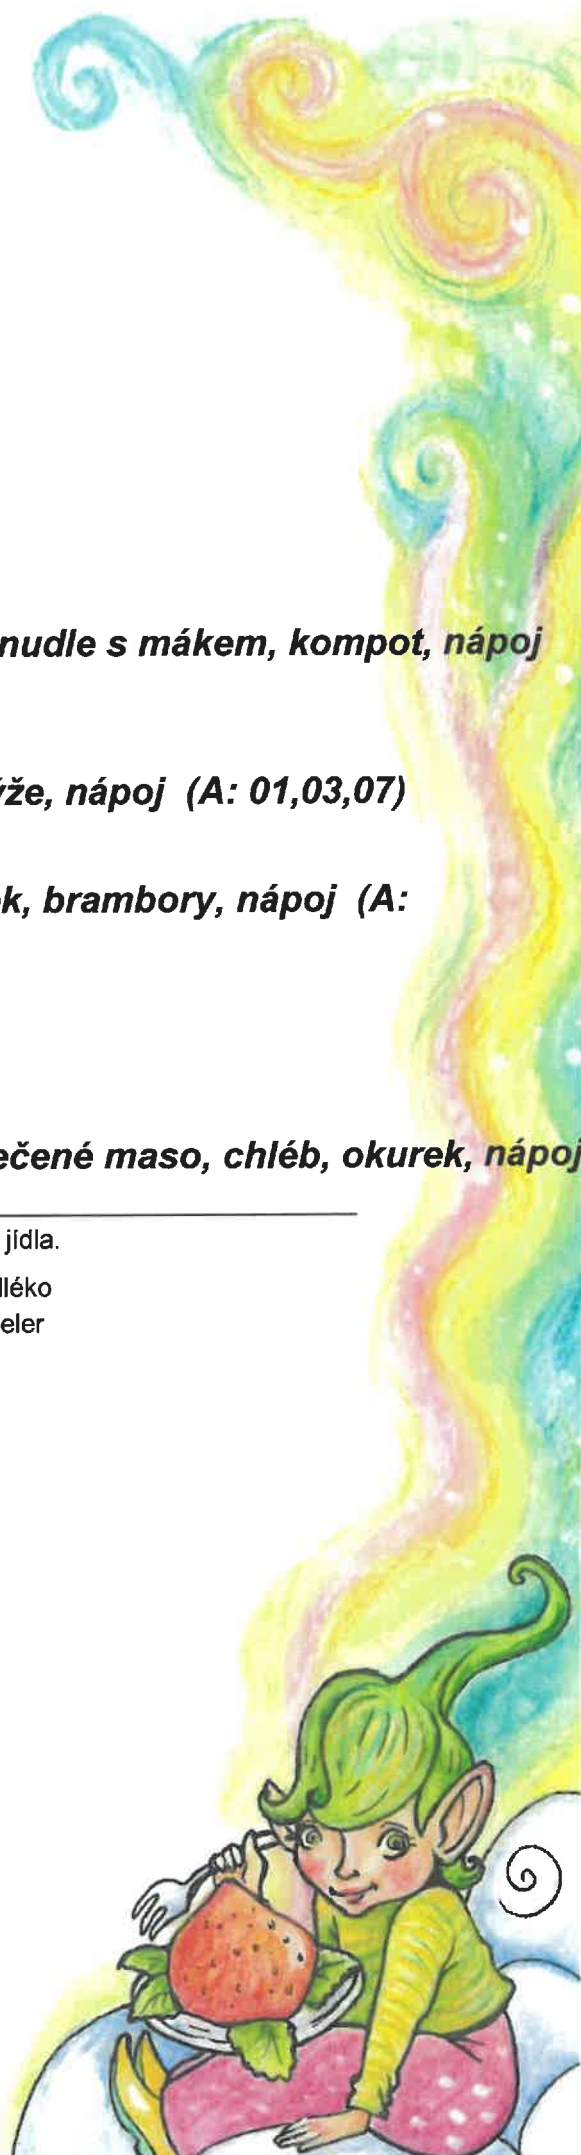 nudle s mákem, kompot, nápoj
ýže, nápoj (A: 01,03,07)
k, brambory, nápoj (A:
ečené maso, chléb, okurek, nápoj
jídla.
léko
eler